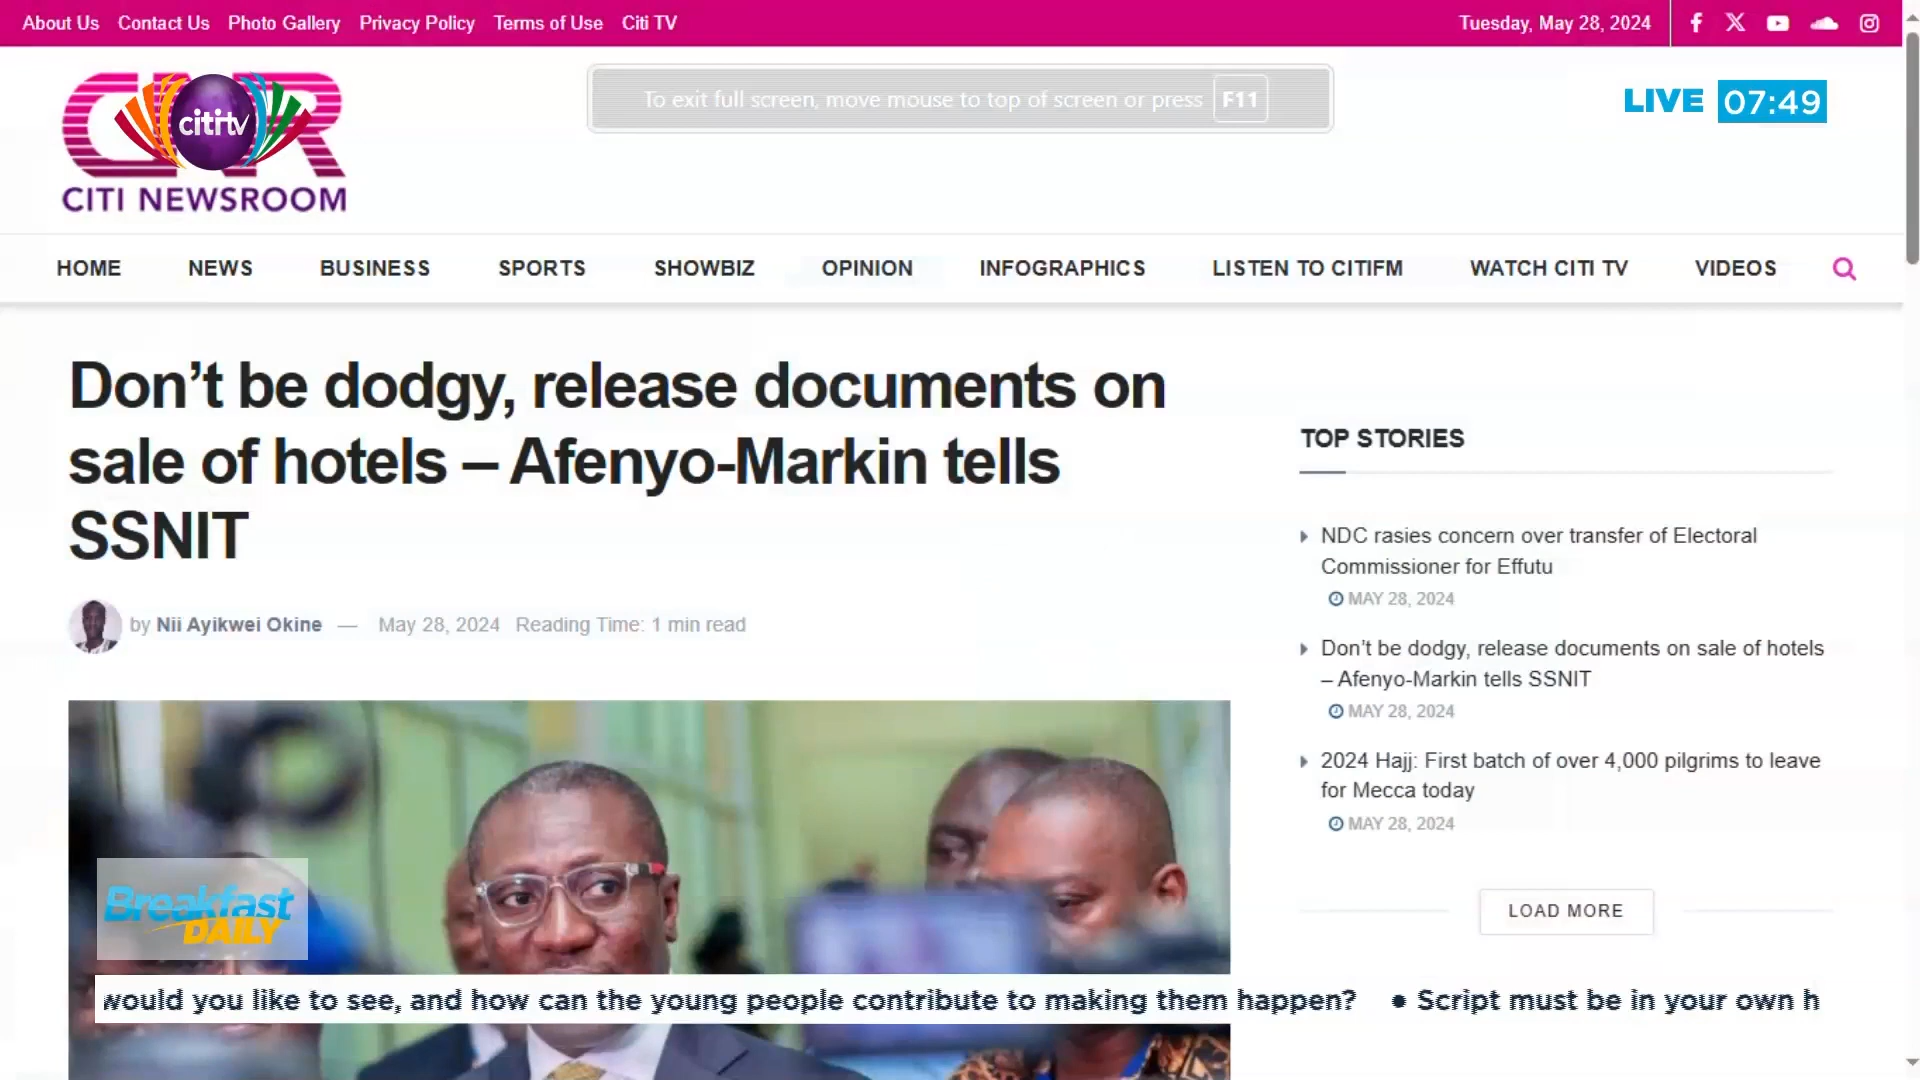 About Us Contact Us Photo Gallery Privacy Policy Terms of Use Citi TV
Tuesday, May 28, 2024
CNR
cititv
CITI NEWSROOM
To exit full screen, move mouse to top of screen or press F11
LIVE 07:49
HOME NEWS BUSINESS SPORTS SHOWBIZ OPINION INFOGRAPHICS LISTEN TO CITIFM WATCH CITI TV VIDEOS
Don’t be dodgy, release documents on
sale of hotels – Afenyo-Markin tells
SSNIT
by Nii Ayikwei Okine — May 28, 2024 Reading Time: 1 min read
TOP STORIES
NDC rasies concern over transfer of Electoral
Commissioner for Effutu
MAY 28, 2024
Don’t be dodgy, release documents on sale of hotels
– Afenyo-Markin tells SSNIT
MAY 28, 2024
2024 Hajj: First batch of over 4,000 pilgrims to leave
for Mecca today
MAY 28, 2024
LOAD MORE
Breakfast
DAILY
would you like to see, and how can the young people contribute to making them happen? • Script must be in your own h